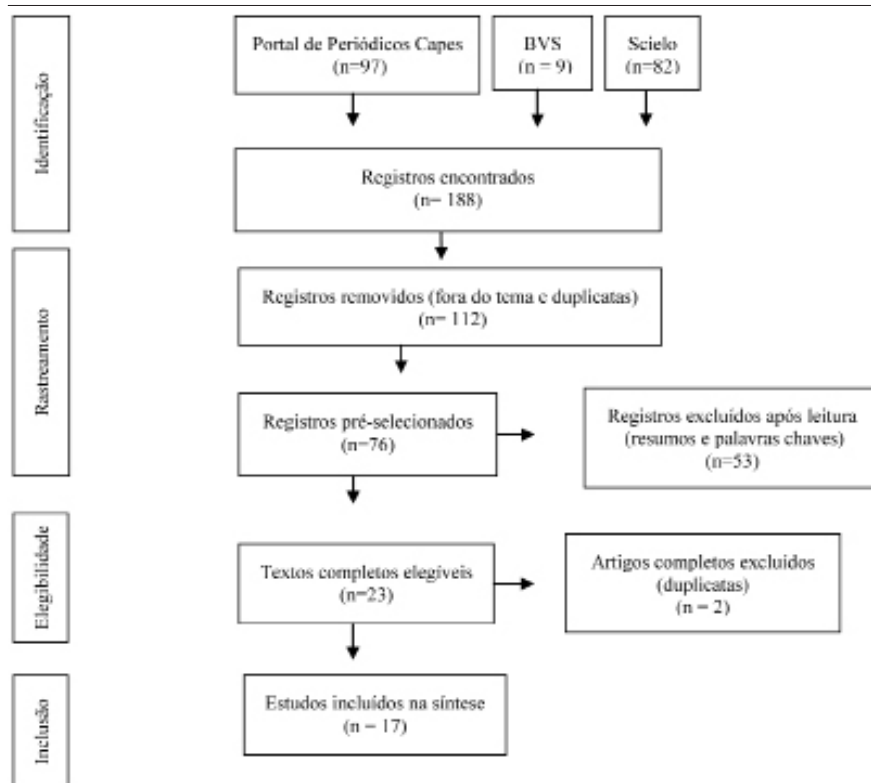 Identificação
Portal de Periódicos Capes
(n=97)
BVS
(n = 9)
Scielo
(n=82)
Registros encontrados
(n= 188)
Rastreamento
Registros removidos (fora do tema e duplicatas)
(n= 112)
Registros pré-selecionados
(n=76)
Registros excluídos após leitura
(resumos e palavras chaves)
(n=53)
Elegibilidade
Textos completos elegíveis
(n=23)
Artigos completos excluídos
(duplicatas)
(n = 2)
Inclusão
Estudos incluídos na síntese
(n = 17)